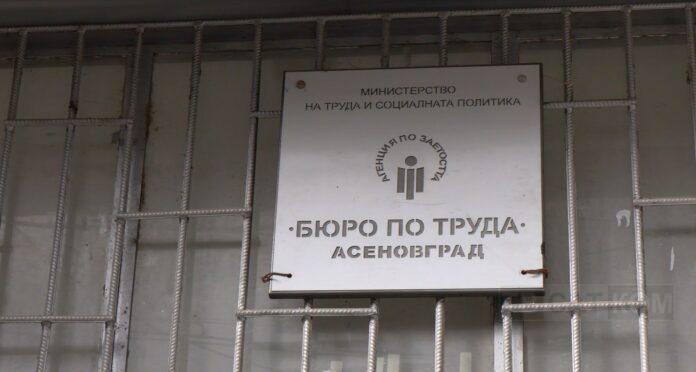 МИНИСТЕРСТВО
НА ТРУДА И СОЦИАЛНАТА ПОЛИТИКА
АГЕНЦИЯ ПО ЗАЕТОСТТА
·БЮРО ПО ТРУДА·
АСЕНОВГРАД